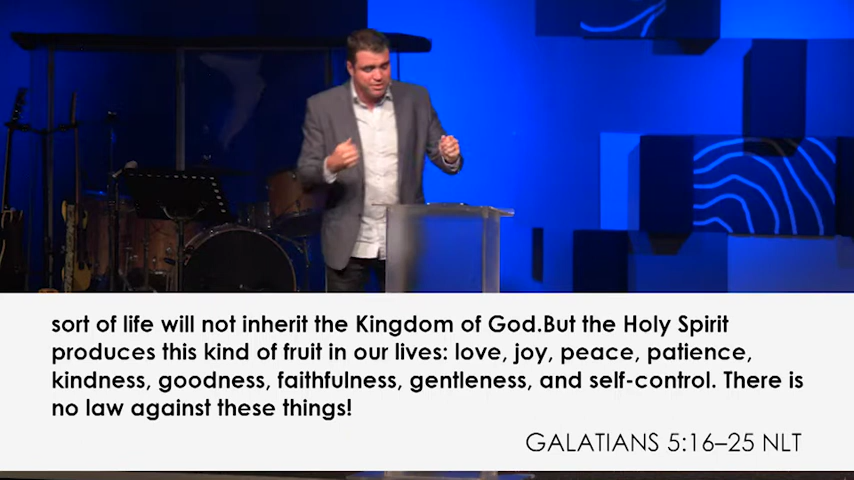 sort of life will not inherit the Kingdom of God.But the Holy Spirit
produces this kind of fruit in our lives: love, joy, peace, patience,
kindness, goodness, faithfulness, gentleness, and self-control. There is
no law against these things!
GALATIANS 5:16–25 NLT